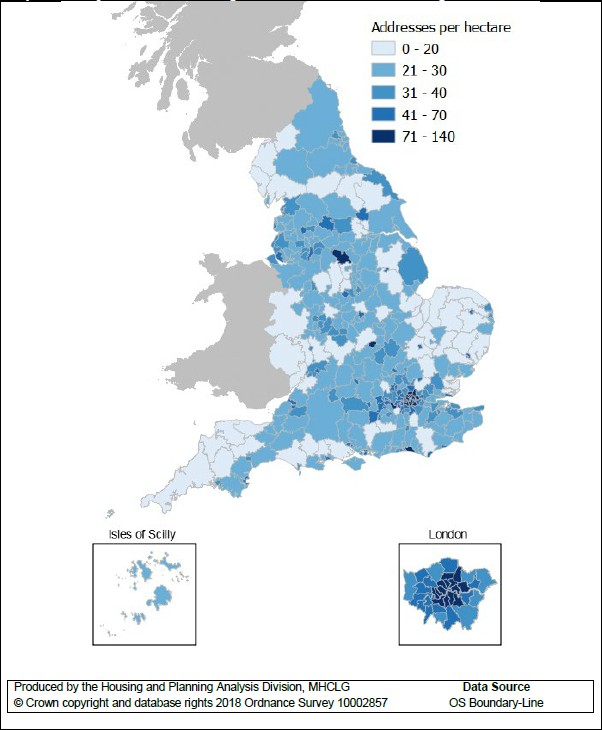 Addresses per hectare
0 - 20
21 - 30
31 - 40
41 - 70
71 - 140
Isles of Scilly
London
Produced by the Housing and Planning Analysis Division, MHCLG
Data Source
© Crown copyright and database rights 2018 Ordnance Survey 10002857
OS Boundary-Line